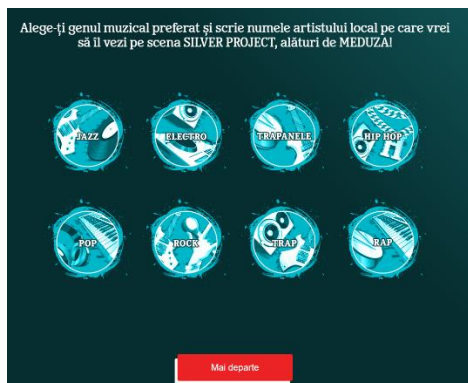 Alege-ți genul muzical preferat și scrie numele artistului local pe care vrei
să îl vezi pe scena SILVER PROJECT, alături de MEDUZA!
JAZZ
ELECTRO
TRAPANELE
HIP HOP
POP
ROCK
TRAP
RAP
Mai departe